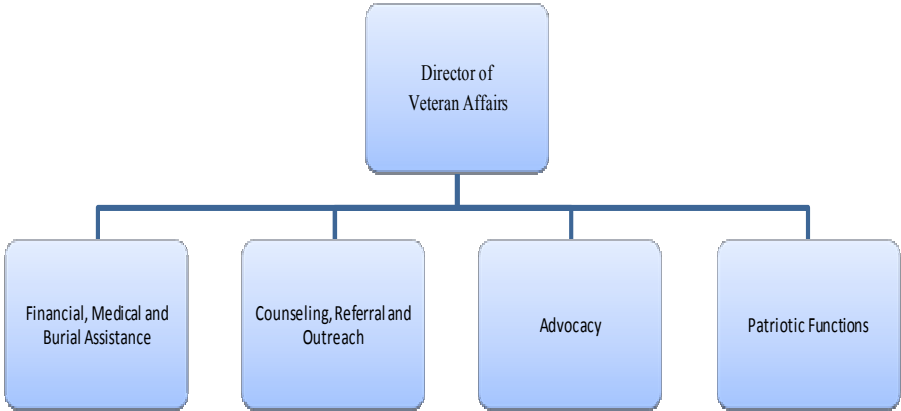 Director of
Veteran Affairs
Financial, Medical and
Burial Assistance
Counseling, Referral and
Outreach
Advocacy
Patriotic Functions